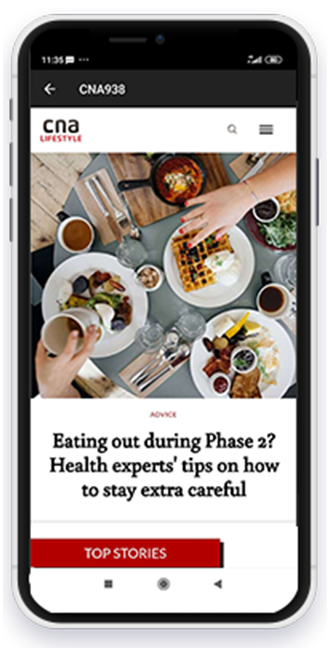 11:35
CNA938
cna
LIFESTYLE
ADVICE
Eating out during Phase 2?
Health experts' tips on how
to stay extra careful
TOP STORIES